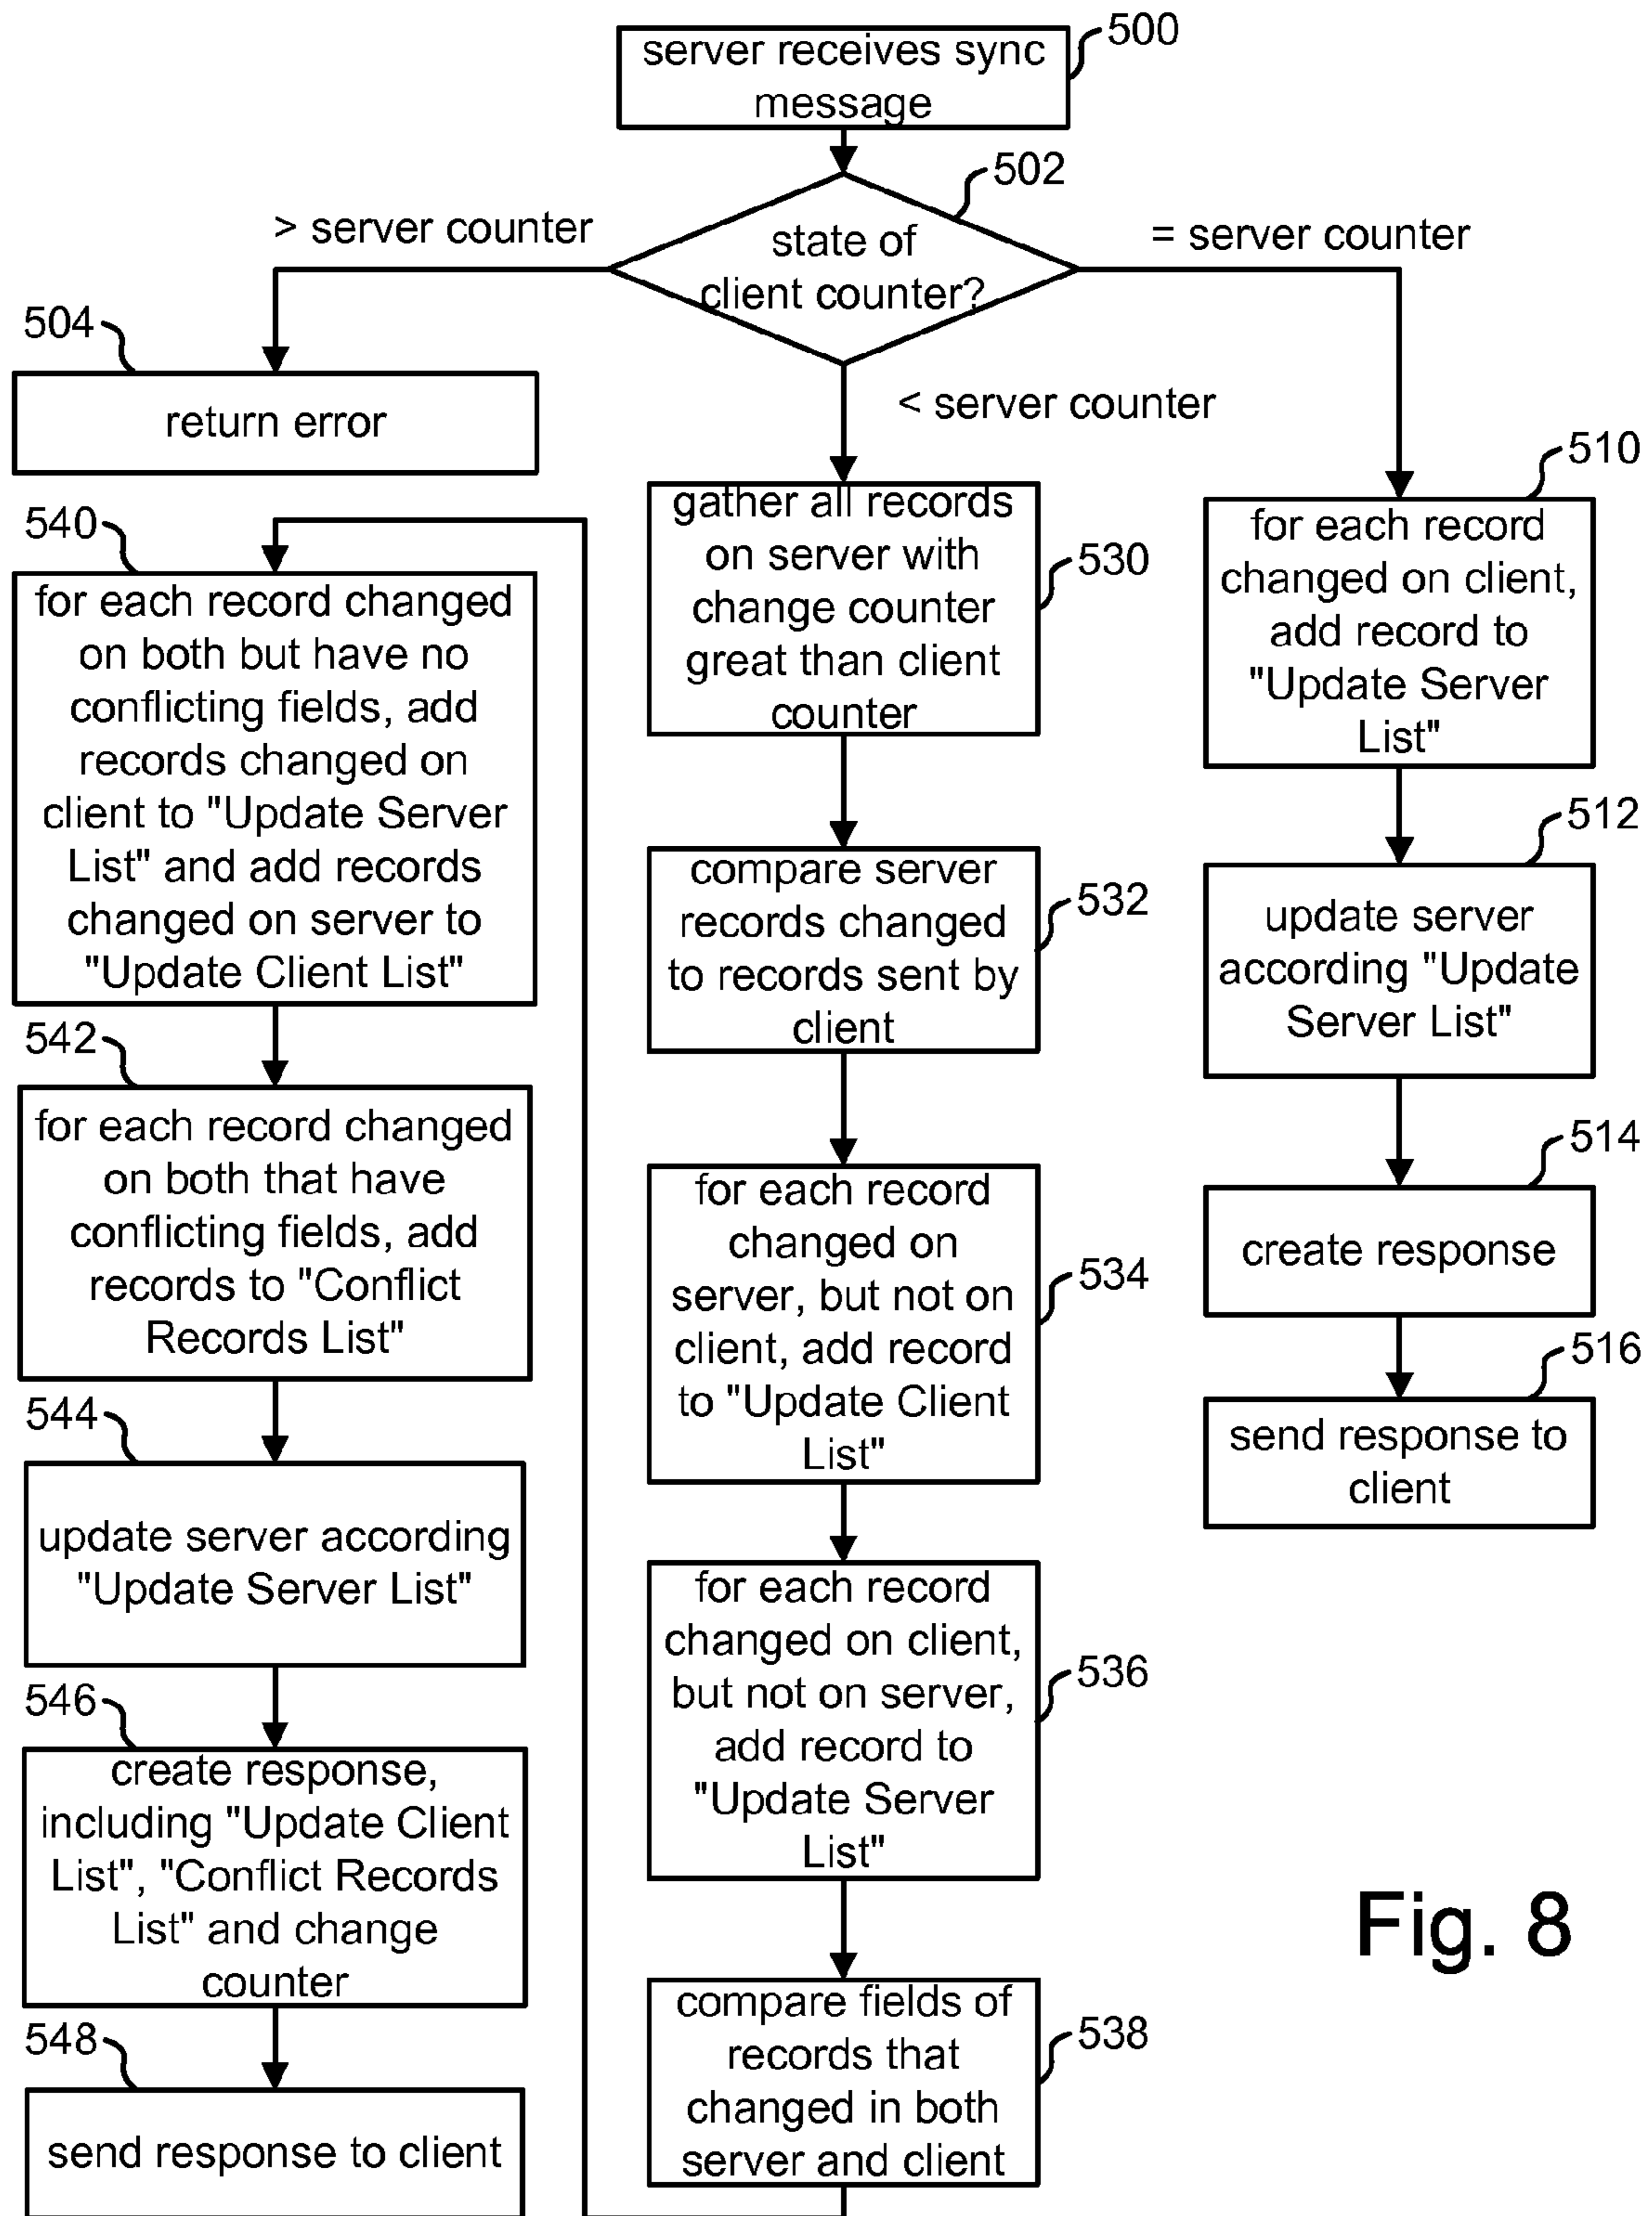 500
server receives sync
message
502
state of
client counter?
> server counter
= server counter
< server counter
504
return error
510
for each record
changed on client,
add record to
"Update Server
List"
512
update server
according "Update
Server List"
514
create response
516
send response to
client
530
gather all records
on server with
change counter
great than client
counter
532
compare server
records changed
to records sent by
client
534
for each record
changed on
server, but not on
client, add record
to "Update Client
List"
536
for each record
changed on client,
but not on server,
add record to
"Update Server
List"
538
compare fields of
records that
changed in both
server and client
540
for each record changed
on both but have no
conflicting fields, add
records changed on
client to "Update Server
List" and add records
changed on server to
"Update Client List"
542
for each record changed
on both that have
conflicting fields, add
records to "Conflict
Records List"
544
update server according
"Update Server List"
546
create response,
including "Update Client
List", "Conflict Records
List" and change
counter
548
send response to client
Fig. 8